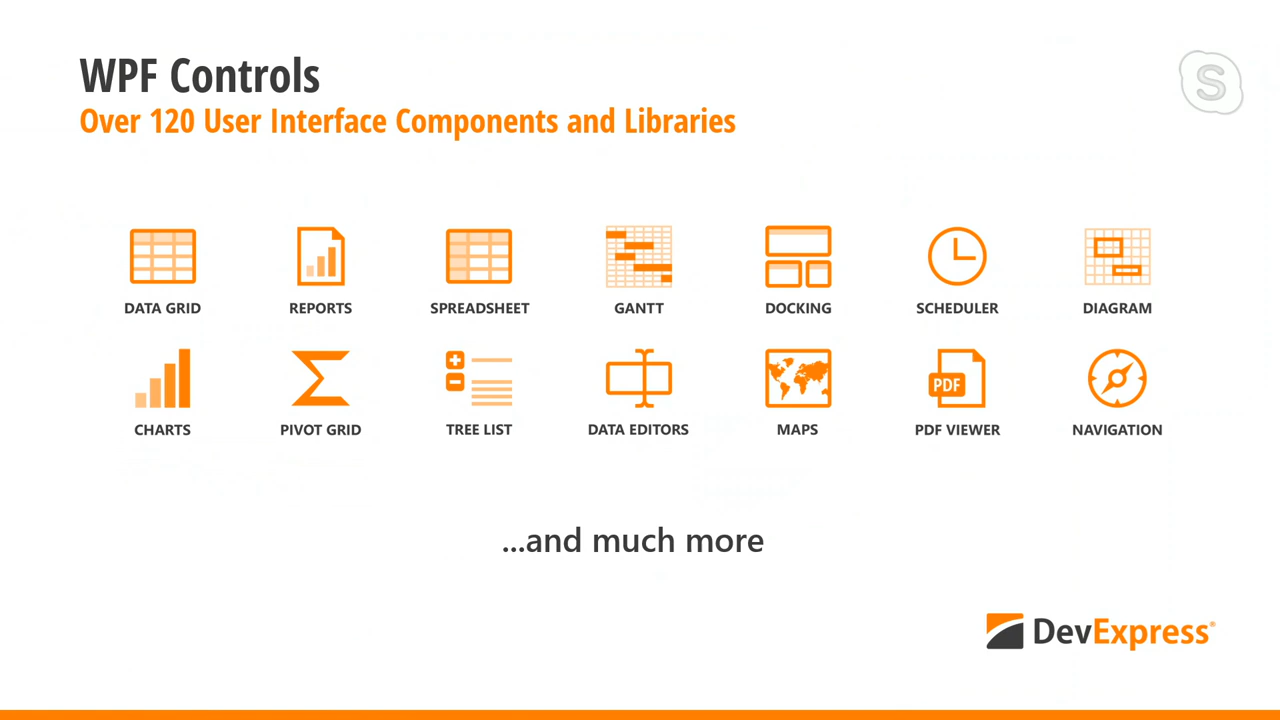 WPF Controls
Over 120 User Interface Components and Libraries
S
DATA GRID
REPORTS
SPREADSHEET
GANTT
DOCKING
SCHEDULER
DIAGRAM
PDF
CHARTS
PIVOT GRID
TREE LIST
DATA EDITORS
MAPS
PDF VIEWER
NAVIGATION
...and much more
DevExpress®